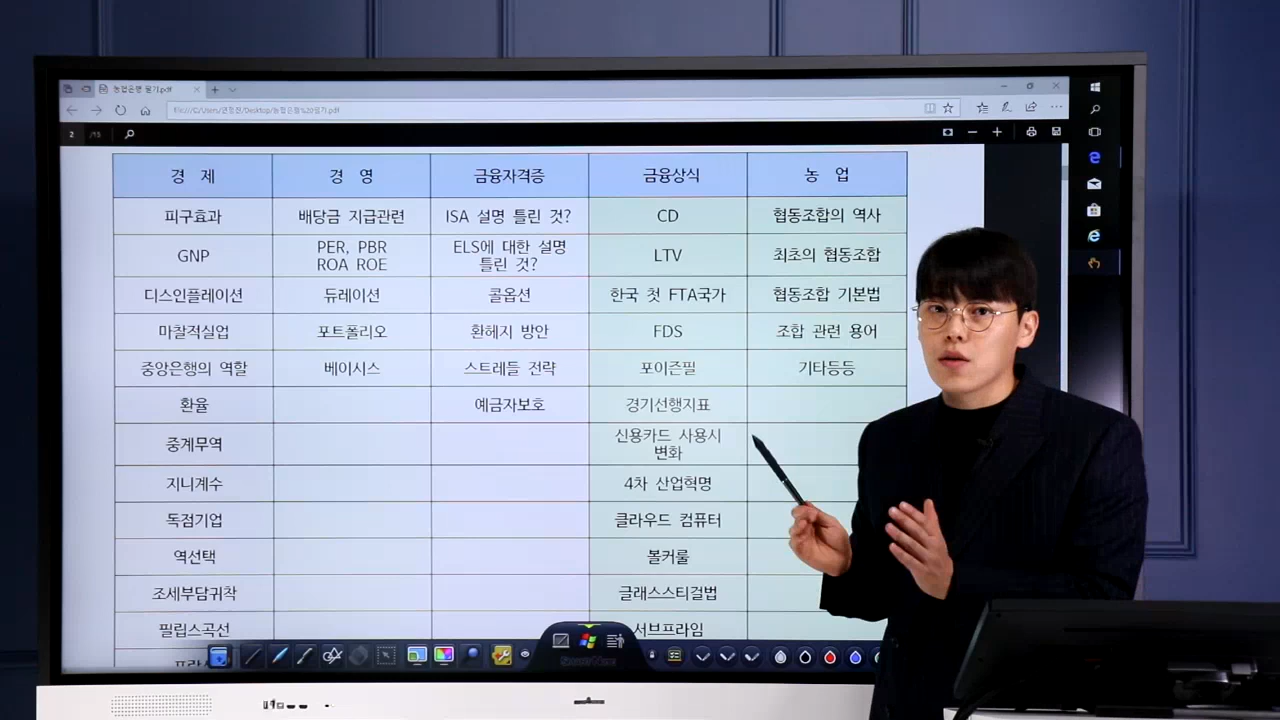 농협은행 필기.pdf
2 /15
경 제 경 영 금융자격증 금융상식 농 업
피구효과 배당금 지급관련 ISA 설명 틀린 것? CD 협동조합의 역사
GNP PER, PBR ROA ROE ELS에 대한 설명 틀린 것? LTV 최초의 협동조합
디스인플레이션 듀레이션 콜옵션 한국 첫 FTA국가 협동조합 기본법
마찰적실업 포트폴리오 환헤지 방안 FDS 조합 관련 용어
중앙은행의 역할 베이시스 스트레들 전략 포이즌필 기타등등
환율 예금자보호 경기선행지표
중계무역 신용카드 사용시 변화
지니계수 4차 산업혁명
독점기업 클라우드 컴퓨터
역선택 볼커룰
조세부담귀착 글래스스티걸법
필립스곡선 서브프라임